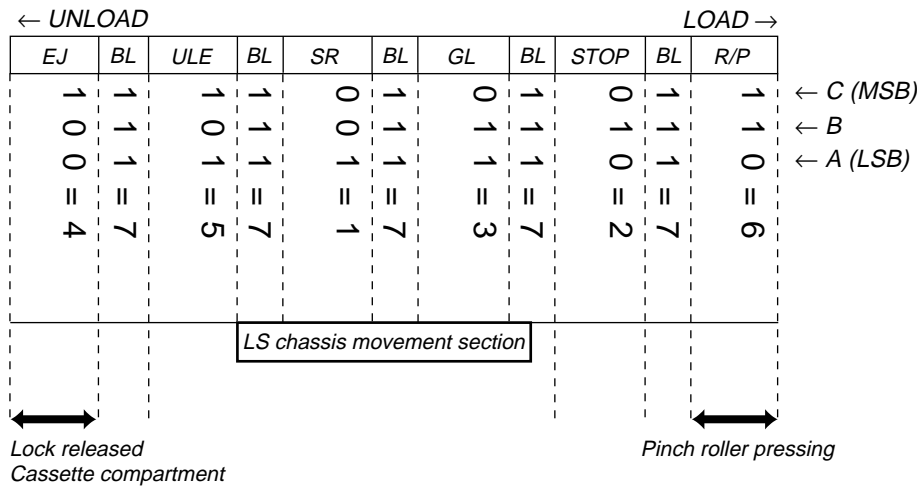 ← UNLOAD LOAD →
EJ BL ULE BL SR BL GL BL STOP BL R/P
1 1 1 1 0 1 0 1 0 1 1 ← C (MSB)
0 1 0 1 0 1 1 1 1 1 1 ← B
0 1 1 1 1 1 1 1 0 1 0 ← A (LSB)
= = = = = = = = = = =
4 7 5 7 1 7 3 7 2 7 6
LS chassis movement section
Lock released Pinch roller pressing
Cassette compartment